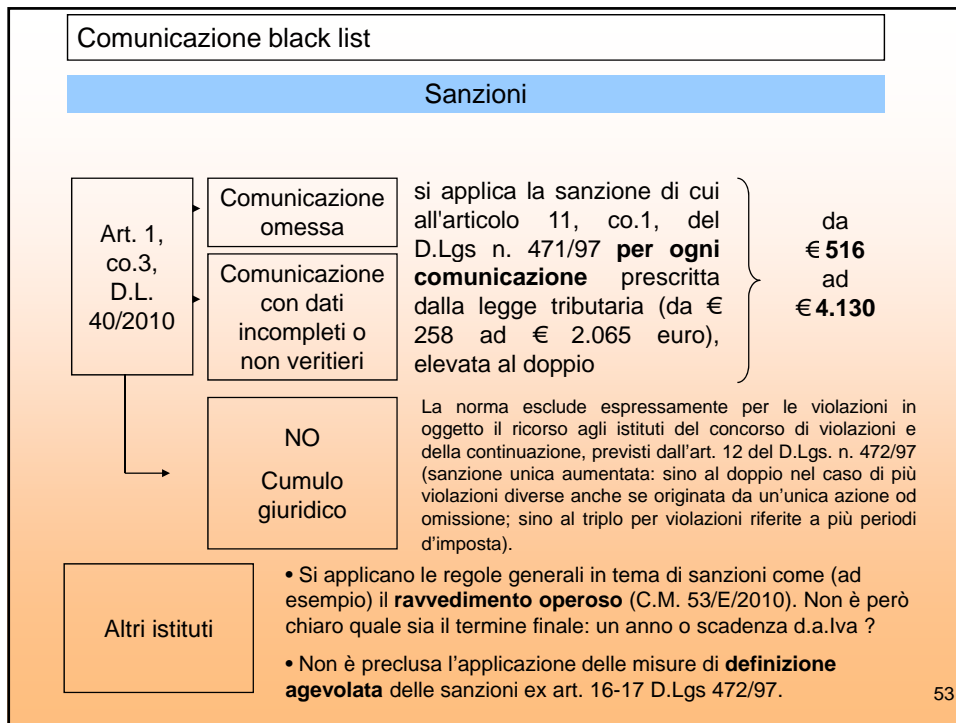 Comunicazione black list
Sanzioni
Art. 1,
co.3,
D.L.
40/2010
Comunicazione
omessa
Comunicazione
con dati
incompleti o
non veritieri
si applica la sanzione di cui
all'articolo 11, co.1, del
D.Lgs n. 471/97 per ogni
comunicazione prescritta
dalla legge tributaria (da €
258 ad € 2.065 euro),
elevata al doppio
da
€ 516
ad
€ 4.130
NO
Cumulo
giuridico
La norma esclude espressamente per le violazioni in
oggetto il ricorso agli istituti del concorso di violazioni e
della continuazione, previsti dall'art. 12 del D.Lgs. n. 472/97
(sanzione unica aumentata: sino al doppio nel caso di più
violazioni diverse anche se originata da un'unica azione od
omissione; sino al triplo per violazioni riferite a più periodi
d'imposta).
Altri istituti
• Si applicano le regole generali in tema di sanzioni come (ad
esempio) il ravvedimento operoso (C.M. 53/E/2010). Non è però
chiaro quale sia il termine finale: un anno o scadenza d.a.Iva ?
• Non è preclusa l'applicazione delle misure di definizione
agevolata delle sanzioni ex art. 16-17 D.Lgs 472/97.
53